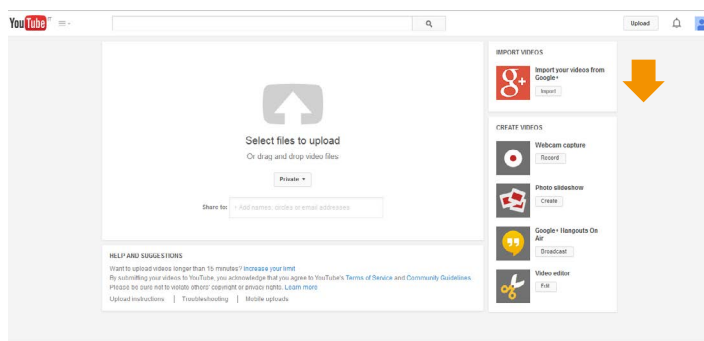 YouTube
Upload
Select files to upload
Or drag and drop video files
Private
Share to: + Add names, circles or email addresses
HELP AND SUGGESTIONS
Want to upload videos longer than 15 minutes? Increase your limit
By submitting your videos to YouTube, you acknowledge that you agree to YouTube's Terms of Service and Community Guidelines.
Please be sure not to violate others' copyright or privacy rights. Learn more
Upload instructions | Troubleshooting | Mobile uploads
IMPORT VIDEOS
Import your videos from
Google+
Import
CREATE VIDEOS
Webcam capture
Record
Photo slideshow
Create
Google+ Hangouts On
Air
Broadcast
Video editor
Edit